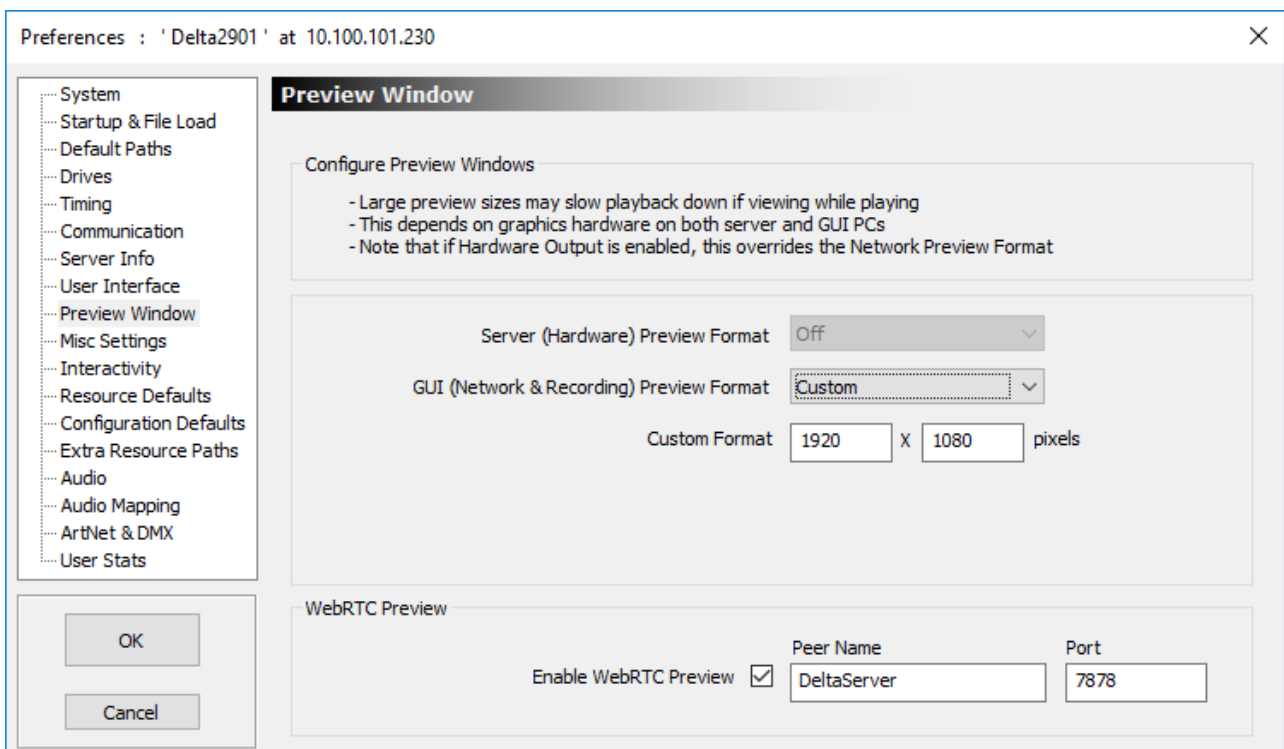 Preferences : 'Delta2901' at 10.100.101.230
System
Startup & File Load
Default Paths
Drives
Timing
Communication
Server Info
User Interface
Preview Window
Misc Settings
Interactivity
Resource Defaults
Configuration Defaults
Extra Resource Paths
Audio
Audio Mapping
ArtNet & DMX
User Stats
OK
Cancel
Preview Window
Configure Preview Windows
- Large preview sizes may slow playback down if viewing while playing
- This depends on graphics hardware on both server and GUI PCs
- Note that if Hardware Output is enabled, this overrides the Network Preview Format
Server (Hardware) Preview Format Off
GUI (Network & Recording) Preview Format Custom
Custom Format 1920 X 1080 pixels
WebRTC Preview
Peer Name Port
Enable WebRTC Preview DeltaServer 7878